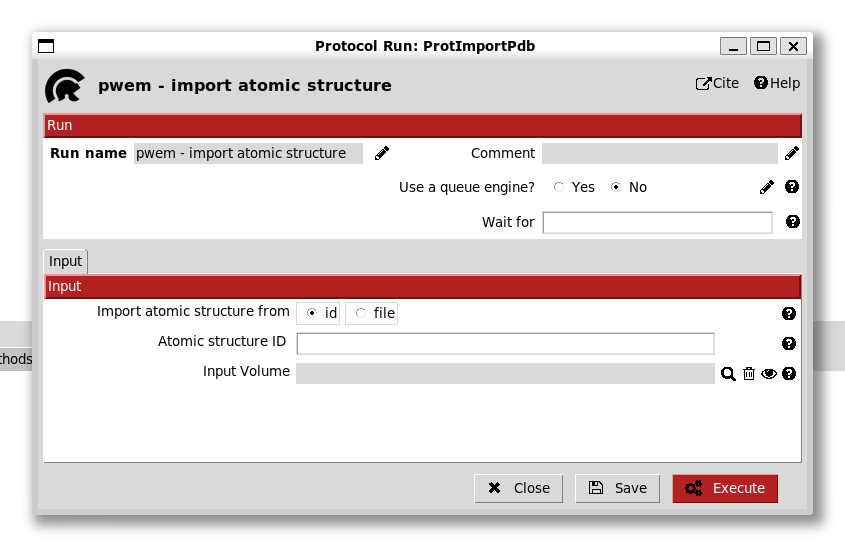 Protocol Run: ProtImportPdb
pwem - import atomic structure
Cite Help
Run
Run name pwem - import atomic structure Comment
Use a queue engine? Yes No
Wait for
Input
Input
Import atomic structure from id file
Atomic structure ID
thods
Input Volume
Close Save Execute